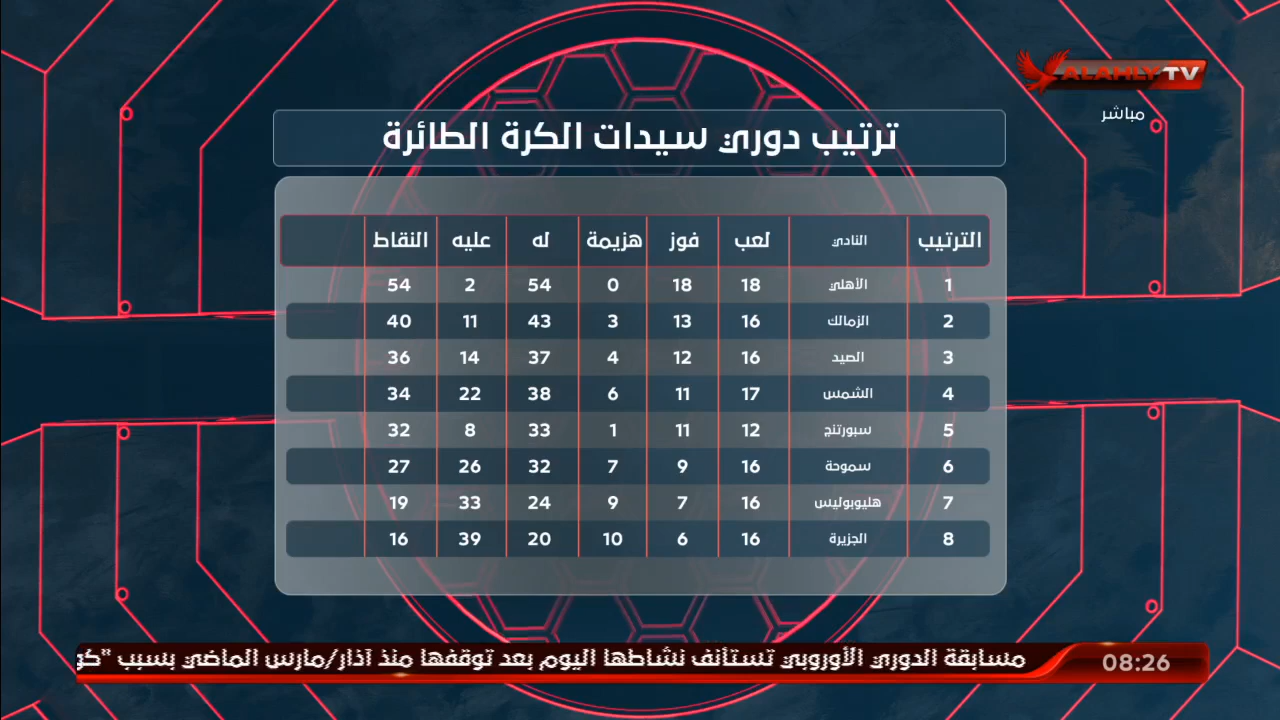 ALAHLY TV
مباشر
ترتيب دوري سيدات الكرة الطائرة
الترتيب النادي لعب فوز هزيمة له عليه النقاط
1 الأهلي 18 18 0 54 2 54
2 الزمالك 16 13 3 43 11 40
3 الصيد 16 12 4 37 14 36
4 الشمس 17 11 6 38 22 34
5 سبورتنج 12 11 1 33 8 32
6 سموحة 16 9 7 32 26 27
7 هليوبوليس 16 7 9 24 33 19
8 الجزيرة 16 6 10 20 39 16
مسابقة الدوري الأوروبي تستأنف نشاطها اليوم بعد توقفها منذ آذار/مارس الماضي بسبب
08:26